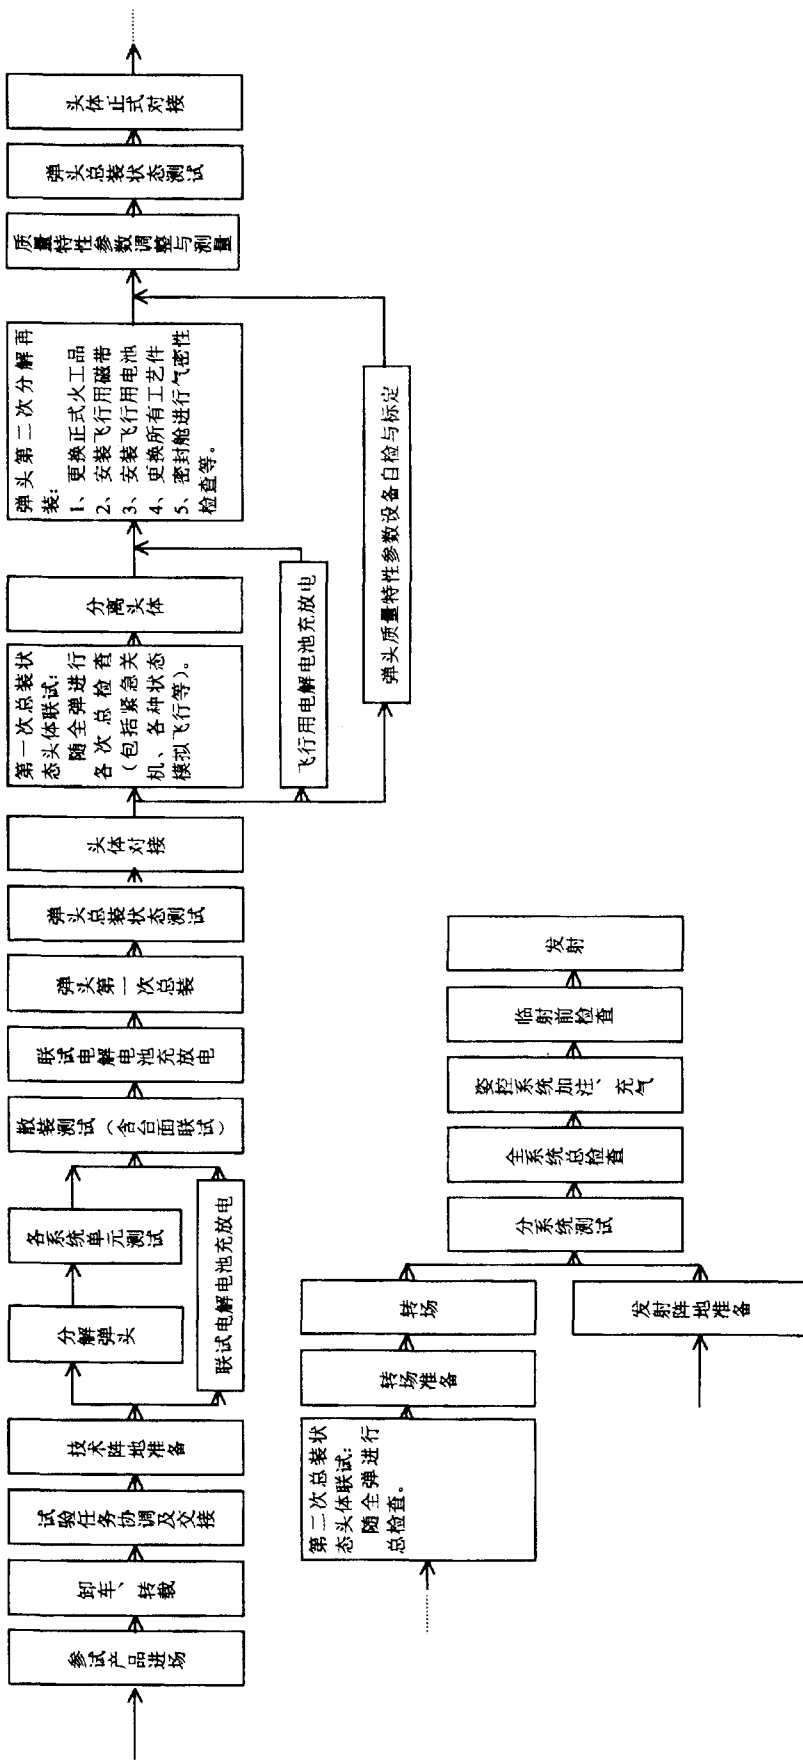 参试产品进场
卸车、转载
试验任务协调及交接
技术阵地准备
分解弹头
各系统单元测试
联试电解电池充放电
散装测试（含台面联试）
联试电解电池充放电
弹头第一次总装
弹头总装状态测试
头体对接
第一次总装状
态头体联试：
随全弹进行
各次总检查
（包括紧急关
机、各种状态
模拟飞行等）。
分离头体
飞行用电解电池充放电
弹头质量特性参数设备自检与标定
弹头第二次分解再
装：
1、更换正式火工品
2、安装飞行用磁带
3、安装飞行用电池
4、更换所有工艺件
5、密封舱进行气密性
检查等。
质量特性参数调整与测量
弹头总装状态测试
头体正式对接
第二次总装状
态头体联试：
随全弹进行
总检查。
转场准备
转场
发射阵地准备
分系统测试
全系统总检查
姿控系统加注、充气
临射前检查
发射